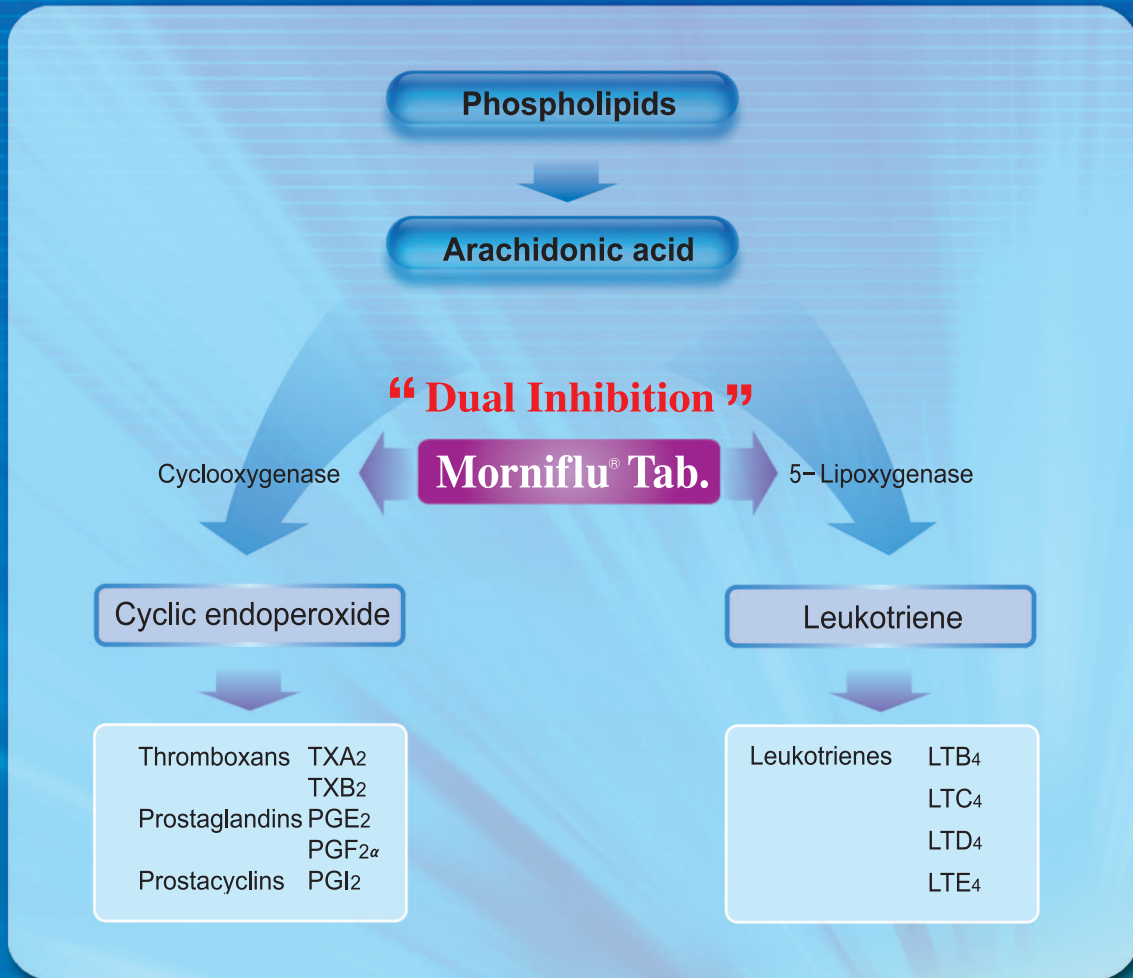 Phospholipids
Arachidonic acid
“ Dual Inhibition ”
Cyclooxygenase
Morniflu® Tab.
5-Lipoxygenase
Cyclic endoperoxide
Leukotriene
Thromboxans TXA2
TXB2
Prostaglandins PGE2
PGF2α
Prostacyclins PGI2
Leukotrienes LTB4
LTC4
LTD4
LTE4